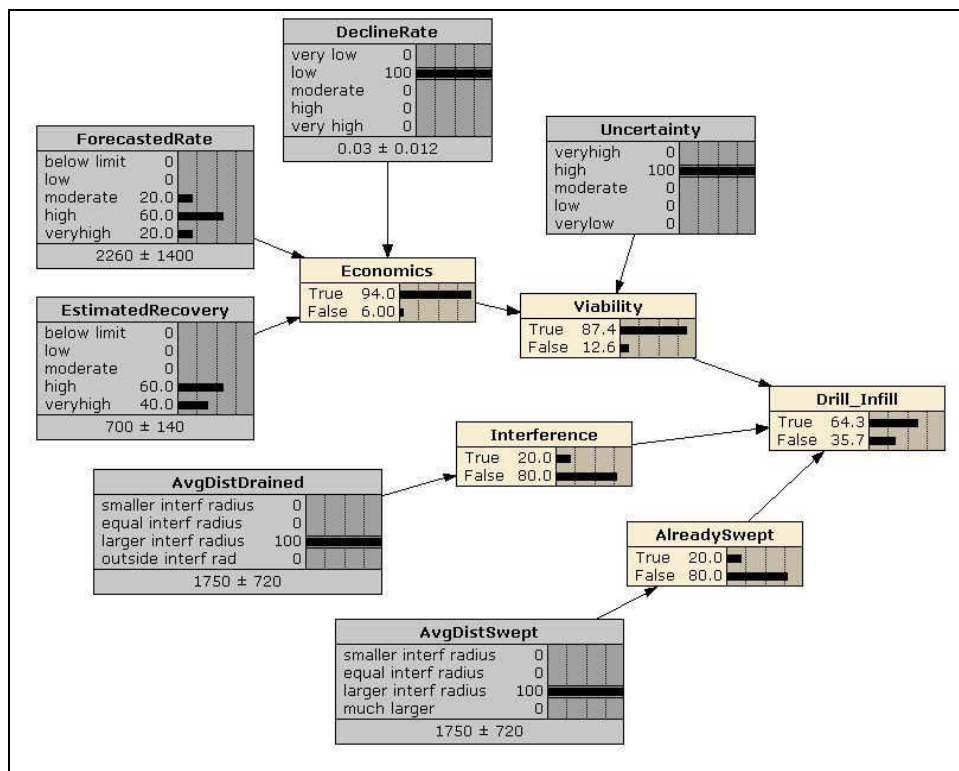 DeclineRate
very low 0
low 100
moderate 0
high 0
very high 0
0.03 ± 0.012
ForecastedRate
below limit 0
low 0
moderate 20.0
high 60.0
veryhigh 20.0
2260 ± 1400
Uncertainty
veryhigh 0
high 100
moderate 0
low 0
verylow 0
Economics
True 94.0
False 6.00
EstimatedRecovery
below limit 0
low 0
moderate 0
high 60.0
veryhigh 40.0
700 ± 140
Viability
True 87.4
False 12.6
Drill_Infill
True 64.3
False 35.7
Interference
True 20.0
False 80.0
AvgDistDrained
smaller interf radius 0
equal interf radius 0
larger interf radius 100
outside interf rad 0
1750 ± 720
AlreadySwept
True 20.0
False 80.0
AvgDistSwept
smaller interf radius 0
equal interf radius 0
larger interf radius 100
much larger 0
1750 ± 720